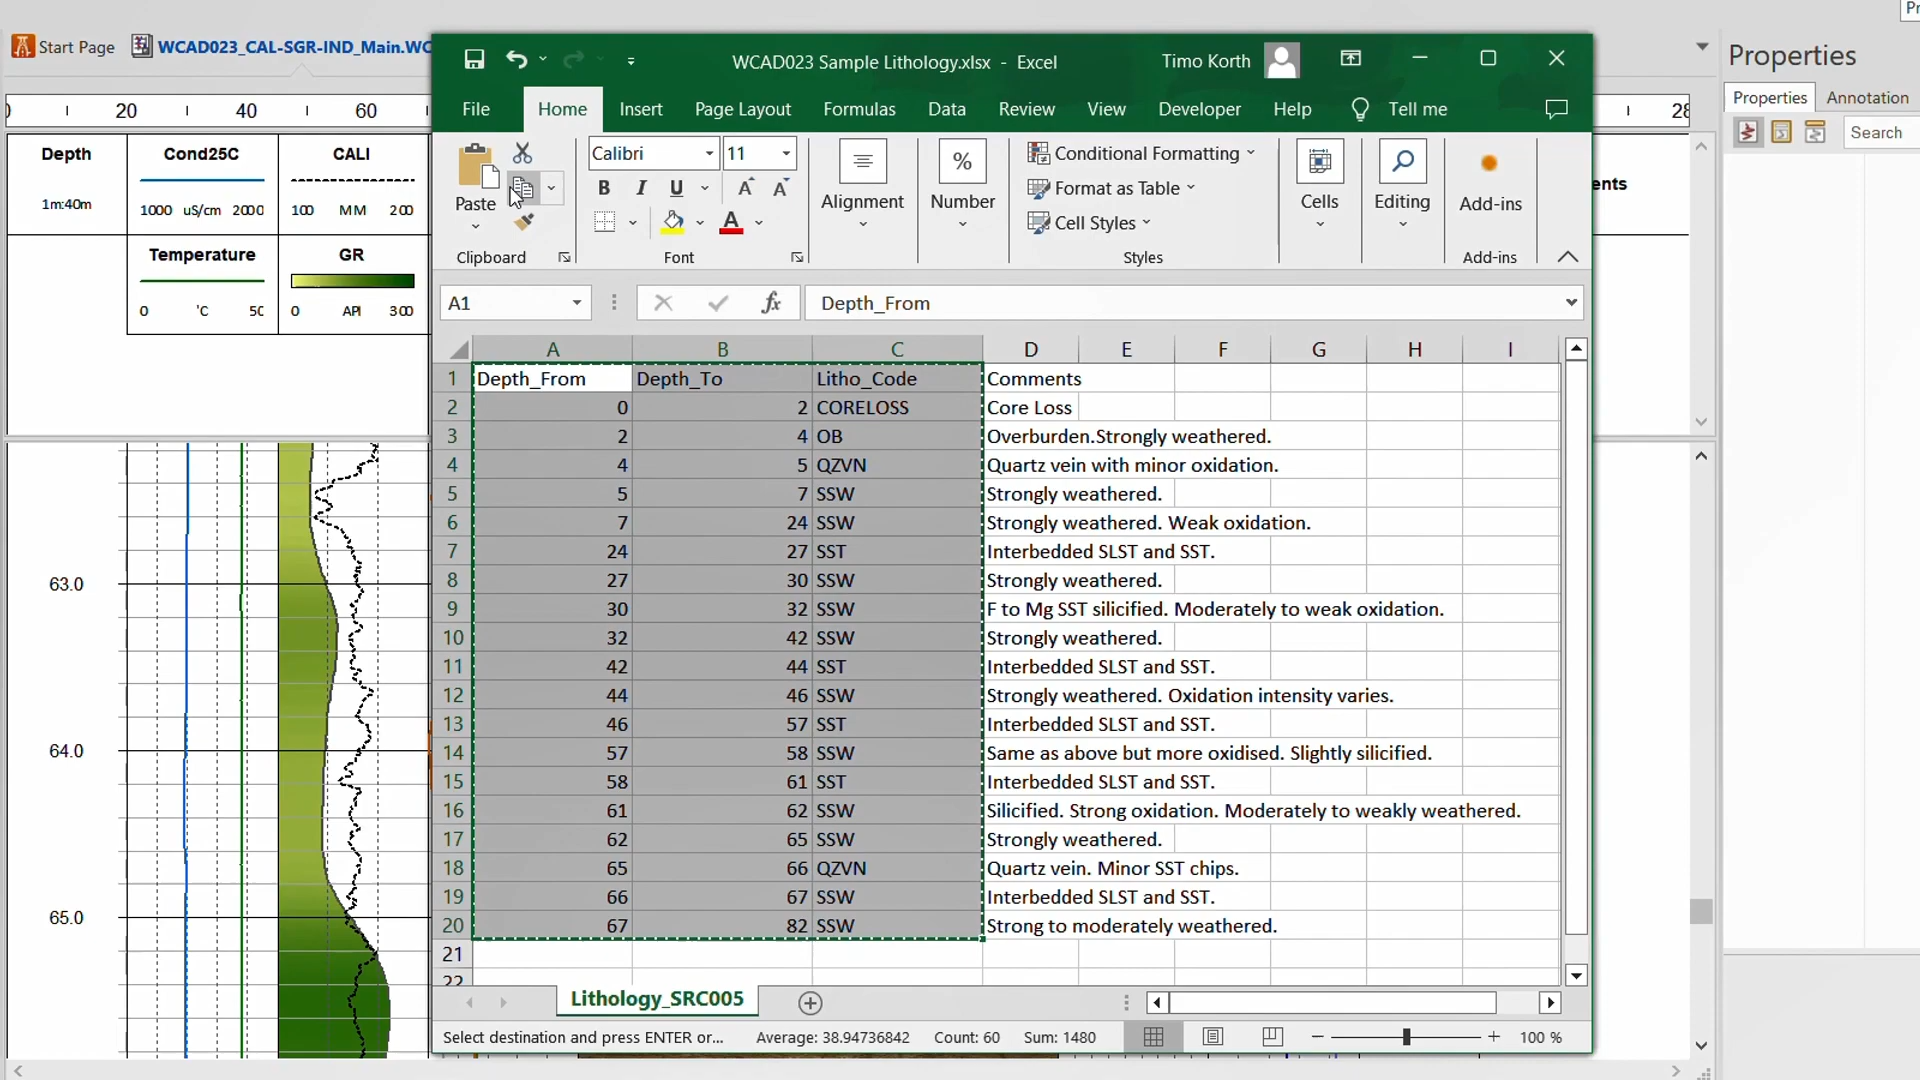 Pr
Start Page
WCAD023_CAL-SGR-IND_Main.WC
WCAD023 Sample Lithology.xlsx - Excel
Timo Korth
Properties
File Home Insert Page Layout Formulas Data Review View Developer Help Tell me
Properties Annotation
Search
20 40 60
28
Depth
1m:40m
Cond25C
1000 uS/cm 2000
CALI
100 MM 200
Temperature
0 'C 50
GR
0 API 300
ents
Paste
Clipboard
Calibri 11
B I U A A
A
Font
Alignment
%
Number
Conditional Formatting
Format as Table
Cell Styles
Styles
Cells
Editing
Add-ins
Add-ins
A1 fx Depth_From
A B C D E F G H I
1 Depth_From Depth_To Litho_Code Comments
2 0 2 CORELOSS Core Loss
3 2 4 OB Overburden.Strongly weathered.
4 4 5 QZVN Quartz vein with minor oxidation.
5 5 7 SSW Strongly weathered.
6 7 24 SSW Strongly weathered. Weak oxidation.
7 24 27 SST Interbedded SLST and SST.
8 27 30 SSW Strongly weathered.
9 30 32 SSW F to Mg SST silicified. Moderately to weak oxidation.
10 32 42 SSW Strongly weathered.
11 42 44 SST Interbedded SLST and SST.
12 44 46 SSW Strongly weathered. Oxidation intensity varies.
13 46 57 SST Interbedded SLST and SST.
14 57 58 SSW Same as above but more oxidised. Slightly silicified.
15 58 61 SST Interbedded SLST and SST.
16 61 62 SSW Silicified. Strong oxidation. Moderately to weakly weathered.
17 62 65 SSW Strongly weathered.
18 65 66 QZVN Quartz vein. Minor SST chips.
19 66 67 SSW Interbedded SLST and SST.
20 67 82 SSW Strong to moderately weathered.
21
22
63.0
64.0
65.0
Lithology_SRC005
Select destination and press ENTER or... Average: 38.94736842 Count: 60 Sum: 1480 100 %